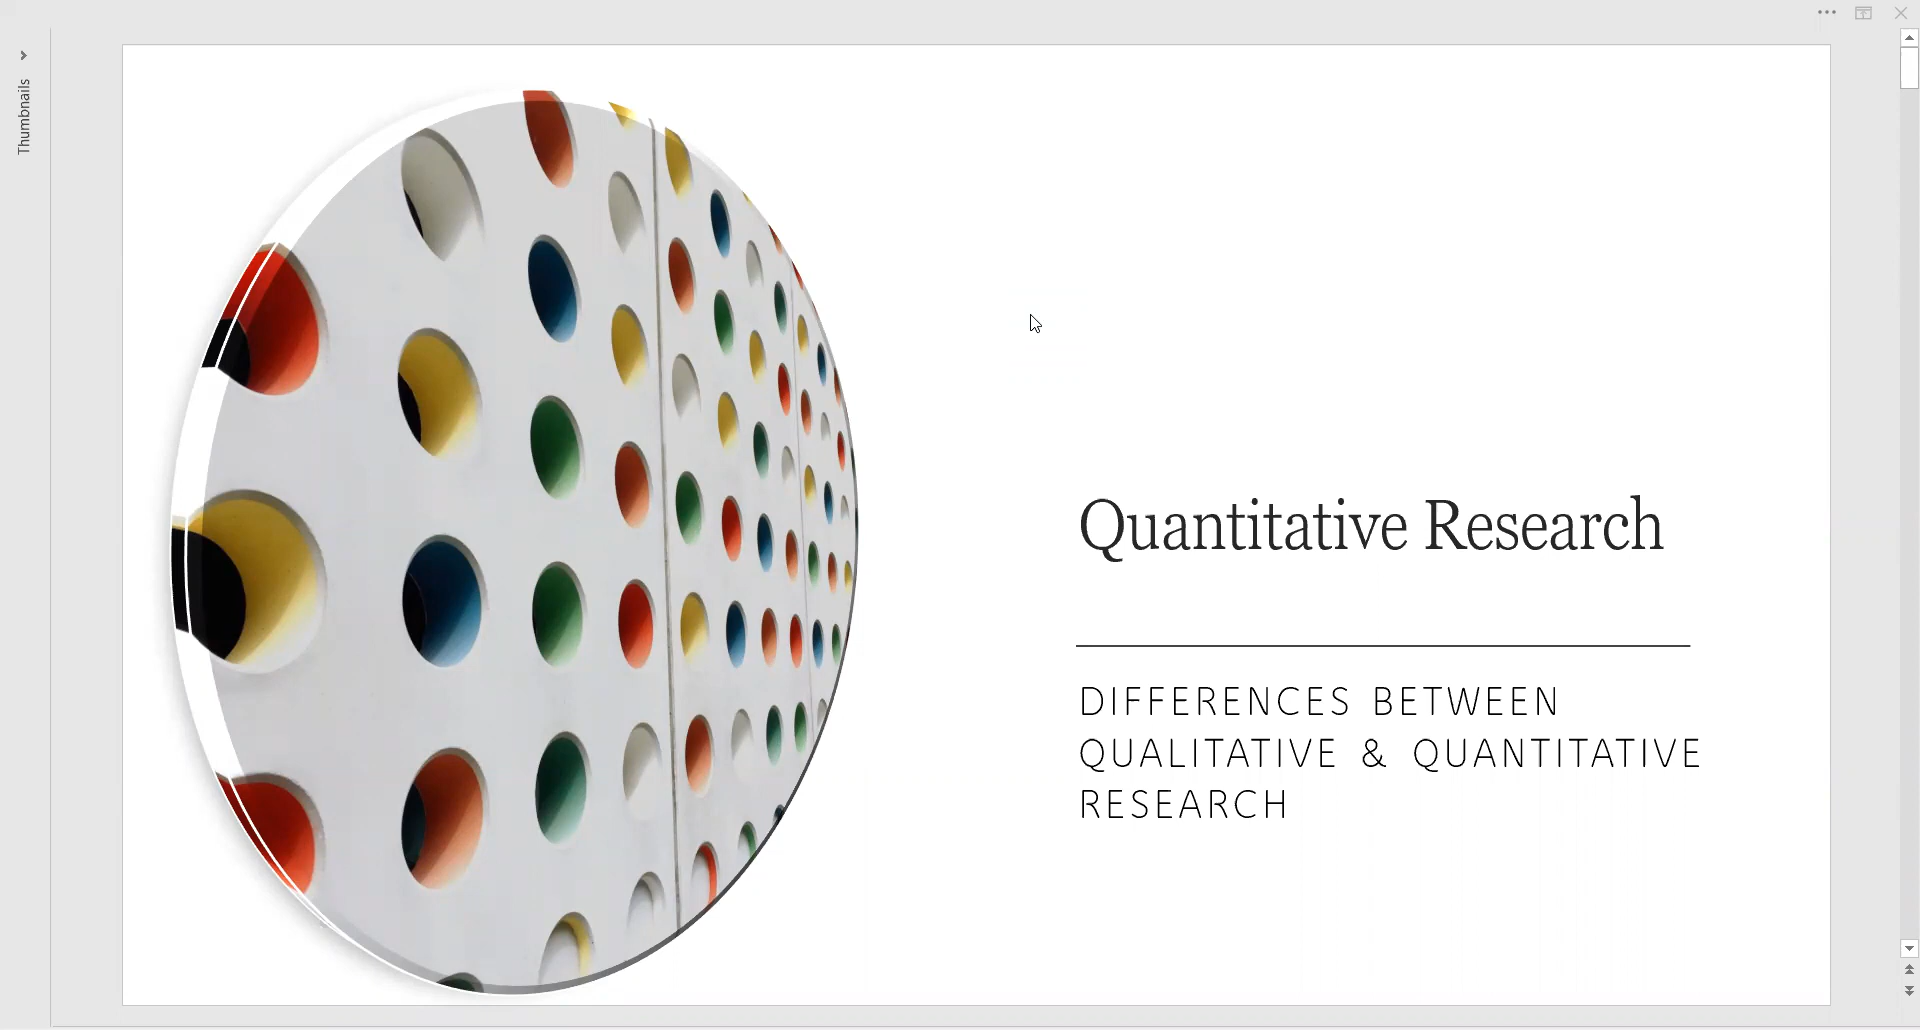 Thumbnails
Quantitative Research
DIFFERENCES BETWEEN
QUALITATIVE & QUANTITATIVE
RESEARCH